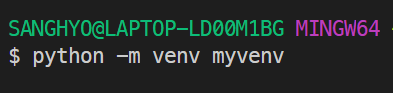 SANGHYO@LAPTOP-LD00M1BG MINGW64
$ python -m venv myvenv